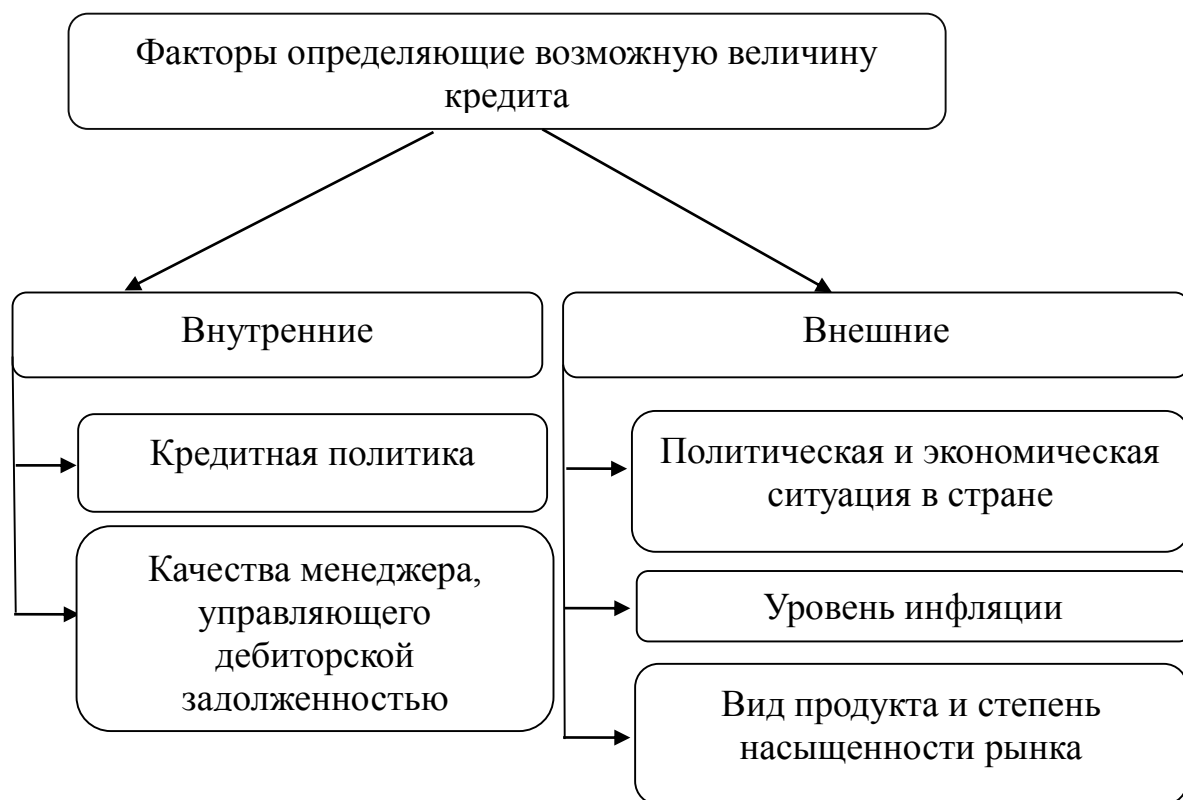 Факторы определяющие возможную величину
кредита
Внутренние
Кредитная политика
Качества менеджера,
управляющего
дебиторской
задолженностью
Внешние
Политическая и экономическая
ситуация в стране
Уровень инфляции
Вид продукта и степень
насыщенности рынка